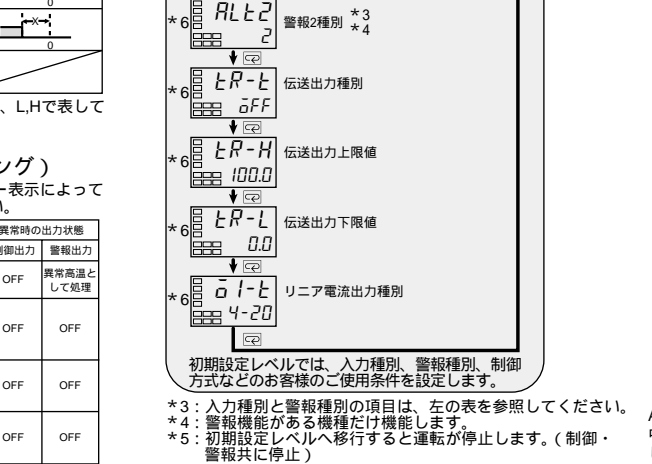 0
X
0
、L,Hで表して
ング )
ー表示によって
い。
異常時の出力状態
御出力 警報出力
OFF 異常高温と
して処理
OFF OFF
OFF OFF
OFF OFF
*6 ALt2 警報2種別 *3
*4
2
*6 tR-t 伝送出力種別
oFF
*6 tR-H 伝送出力上限値
100.0
*6 tR-L 伝送出力下限値
0.0
*6 o1-t リニア電流出力種別
4-20
初期設定レベルでは、入力種別、警報種別、制御
方式などのお客様のご使用条件を設定します。
*3:入力種別と警報種別の項目は、左の表を参照してください。
*4:警報機能がある機種だけ機能します。
*5:初期設定レベルへ移行すると運転が停止します。( 制御・
警報共に停止 )